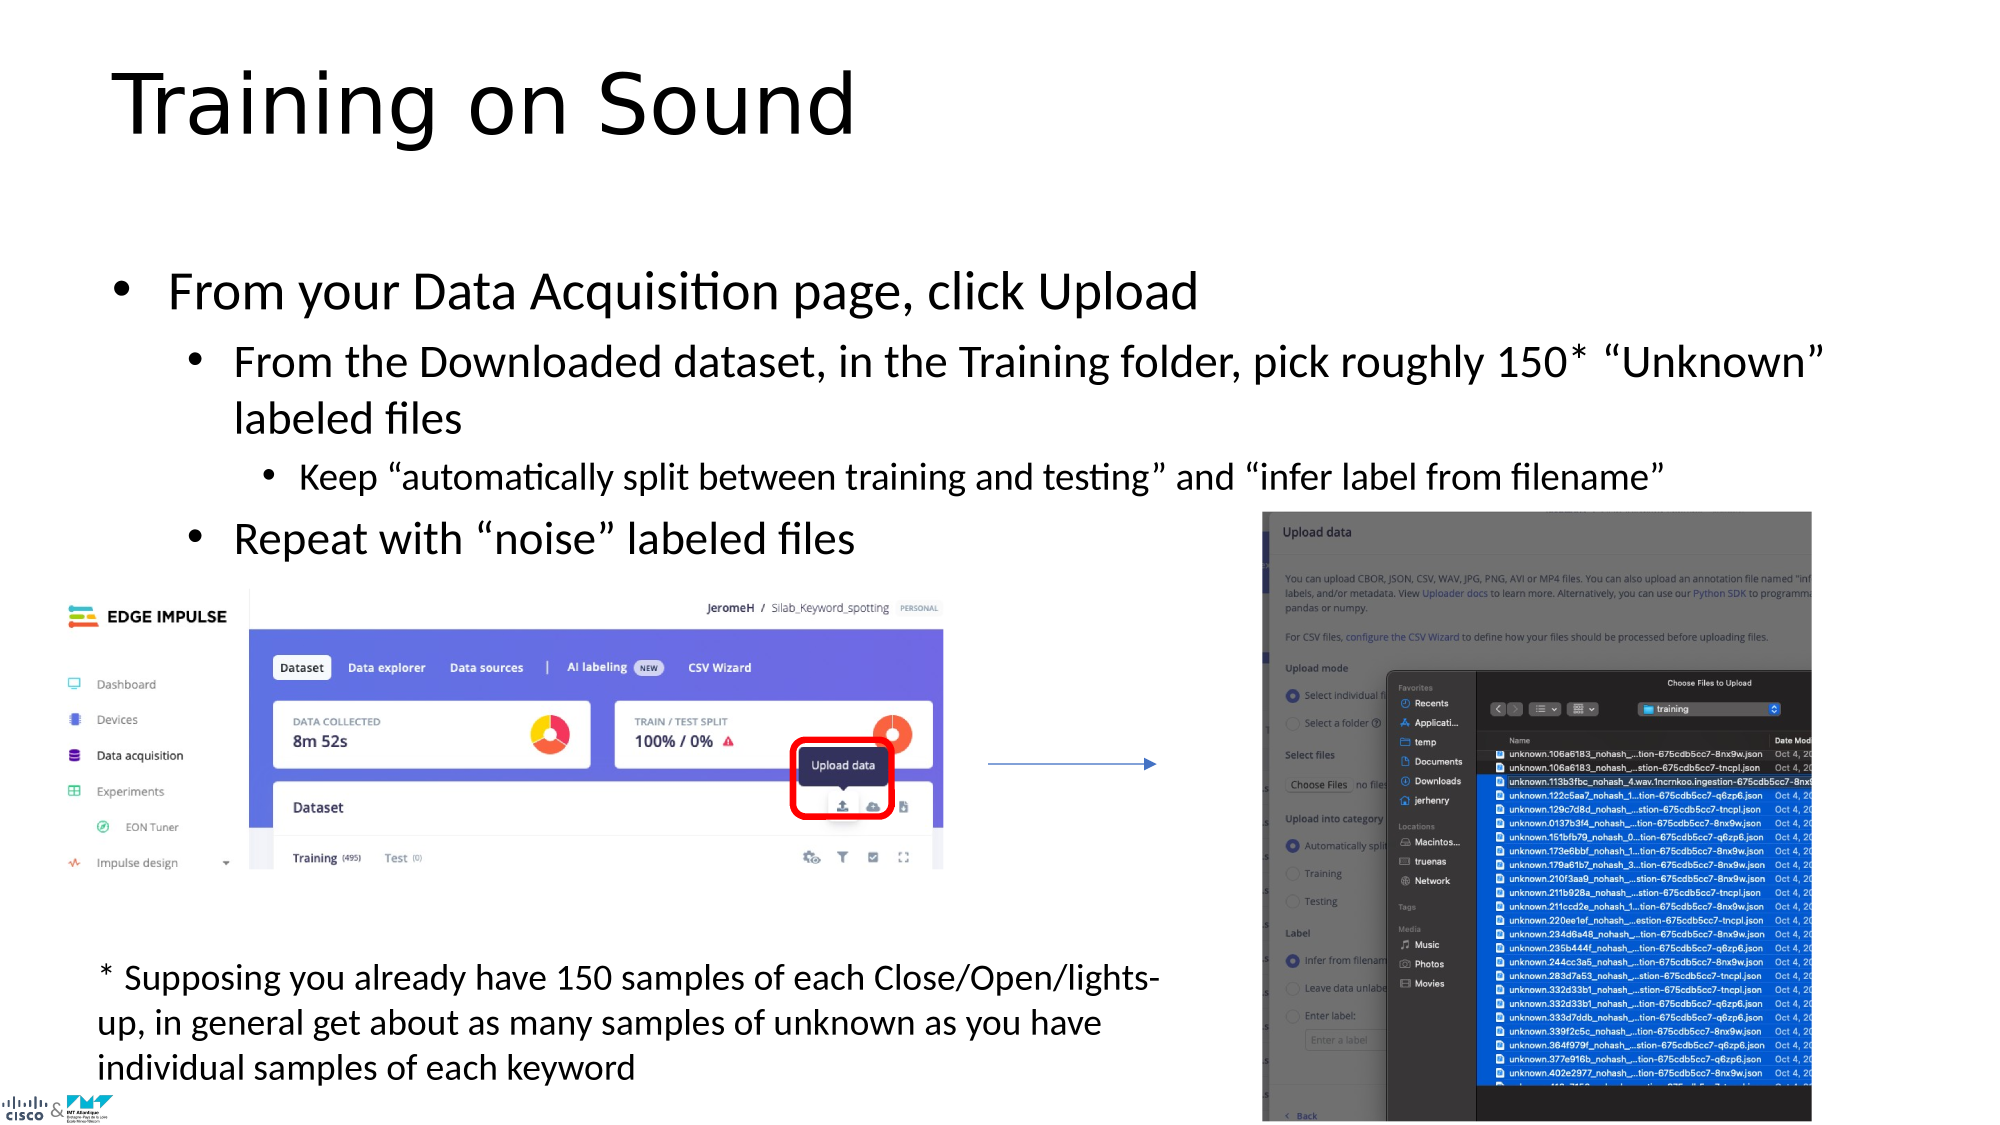 Training on Sound
• From your Data Acquisition page, click Upload
• From the Downloaded dataset, in the Training folder, pick roughly 150* “Unknown”
labeled files
• Keep “automatically split between training and testing” and “infer label from filename”
• Repeat with “noise” labeled files
EDGE IMPULSE
JeromeH / Silab_Keyword_spotting PERSONAL
Dataset Data explorer Data sources | AI labeling NEW CSV Wizard
Dashboard
Devices
Data acquisition
Experiments
EON Tuner
Impulse design
DATA COLLECTED
8m 52s
TRAIN / TEST SPLIT
100% / 0%
Upload data
Dataset
Training (495) Test (0)
* Supposing you already have 150 samples of each Close/Open/lights-
up, in general get about as many samples of unknown as you have
individual samples of each keyword
Upload data
You can upload CBOR, JSON, CSV, WAV, JPG, PNG, AVI or MP4 files. You can also upload an annotation file named "inf
labels, and/or metadata. View Uploader docs to learn more. Alternatively, you can use our Python SDK to programma
pandas or numpy.
For CSV files, configure the CSV Wizard to define how your files should be processed before uploading files.
Upload mode
Select individual fi
Select a folder
Select files
Choose Files no files
Upload into category
Automatically split
Training
Testing
Label
Infer from filenam
Leave data unlabe
Enter label:
Enter a label
Back
Choose Files to Upload
training
Favorites
Recents
Applicati...
temp
Documents
Downloads
jerhenry
Locations
Macintos...
truenas
Network
Tags
Media
Music
Photos
Movies
Name Date Mod
unknown.106a6183_nohash_...tion-675cdb5cc7-8nx9w.json Oct 4, 20
unknown.106a6183_nohash_...stion-675cdb5cc7-tncpl.json Oct 4, 20
unknown.113b3fbc_nohash_4.wav.1ncrnkoo.ingestion-675cdb5cc7-8nx9
unknown.122c5aa7_nohash_1...tion-675cdb5cc7-q6zp6.json Oct 4, 20
unknown.129c7d8d_nohash_...stion-675cdb5cc7-tncpl.json Oct 4, 20
unknown.0137b3f4_nohash_...tion-675cdb5cc7-8nx9w.json Oct 4, 20
unknown.151bfb79_nohash_0...tion-675cdb5cc7-q6zp6.json Oct 4, 20
unknown.173e6bbf_nohash_1...tion-675cdb5cc7-8nx9w.json Oct 4, 20
unknown.179a61b7_nohash_3...tion-675cdb5cc7-8nx9w.json Oct 4, 20
unknown.210f3aa9_nohash_...stion-675cdb5cc7-8nx9w.json Oct 4, 20
unknown.211b928a_nohash_...stion-675cdb5cc7-tncpl.json Oct 4, 20
unknown.211ccd2e_nohash_1...tion-675cdb5cc7-8nx9w.json Oct 4, 20
unknown.220ee1ef_nohash_...estion-675cdb5cc7-tncpl.json Oct 4, 20
unknown.234d6a48_nohash_...tion-675cdb5cc7-8nx9w.json Oct 4, 20
unknown.235b444f_nohash_...tion-675cdb5cc7-q6zp6.json Oct 4, 20
unknown.244cc3a5_nohash_...tion-675cdb5cc7-8nx9w.json Oct 4, 20
unknown.283d7a53_nohash_...stion-675cdb5cc7-tncpl.json Oct 4, 20
unknown.332d33b1_nohash_...stion-675cdb5cc7-tncpl.json Oct 4, 20
unknown.332d33b1_nohash_...tion-675cdb5cc7-q6zp6.json Oct 4, 20
unknown.333d7ddb_nohash_...tion-675cdb5cc7-8nx9w.json Oct 4, 20
unknown.339f2c5c_nohash_...tion-675cdb5cc7-8nx9w.json Oct 4, 20
unknown.364f979f_nohash_...stion-675cdb5cc7-q6zp6.json Oct 4, 20
unknown.377e916b_nohash_...tion-675cdb5cc7-q6zp6.json Oct 4, 20
unknown.402e2977_nohash_...tion-675cdb5cc7-8nx9w.json Oct 4, 20
CISCO & IMT Atlantique